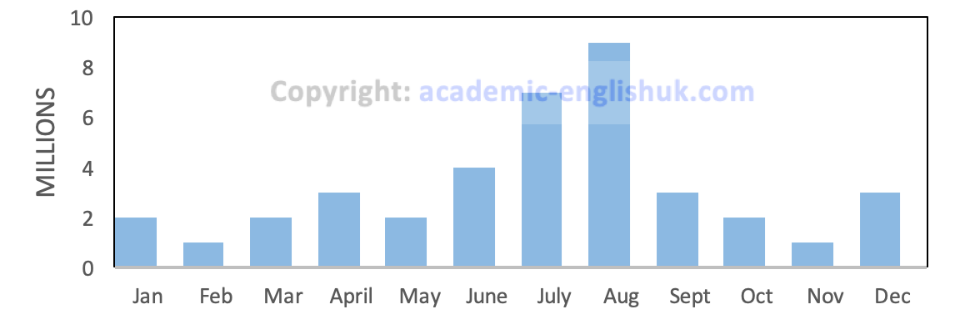 10
8
6
4
2
0
MILLIONS
Copyright: academic-englishuk.com
Jan Feb Mar April May June July Aug Sept Oct Nov Dec